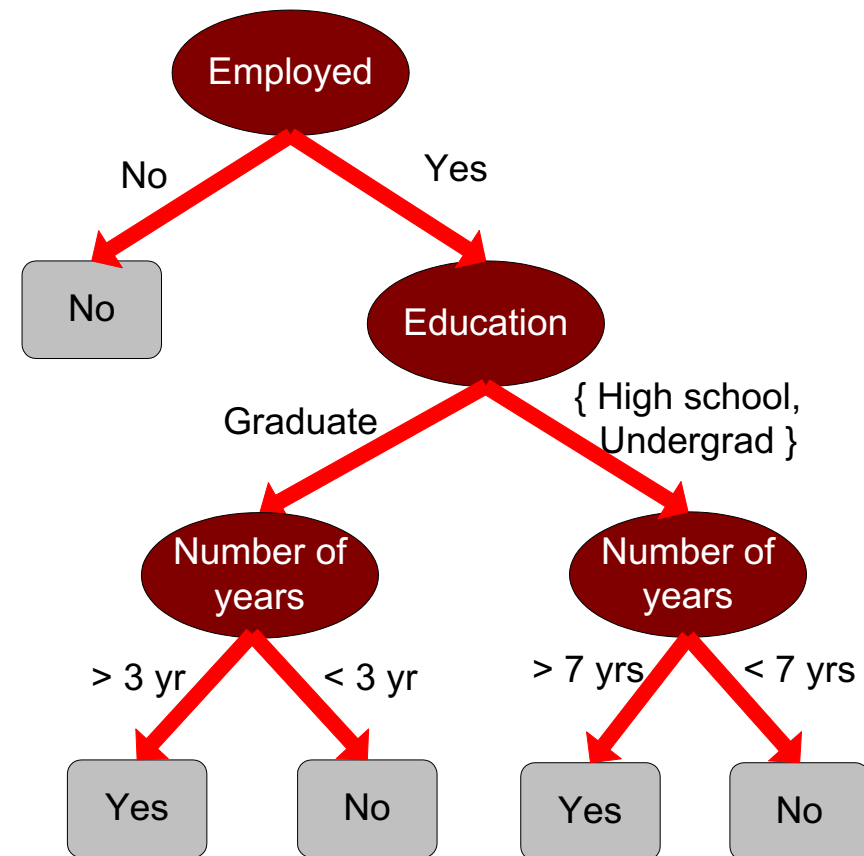 Employed
No
Yes
No
Education
Graduate
{ High school,
Undergrad }
Number of
years
Number of
years
> 3 yr
< 3 yr
> 7 yrs
< 7 yrs
Yes
No
Yes
No